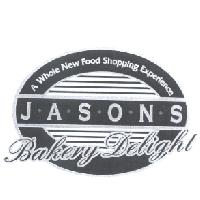 A Whole New Food Shopping Experience
JASONS
Bakery Delight